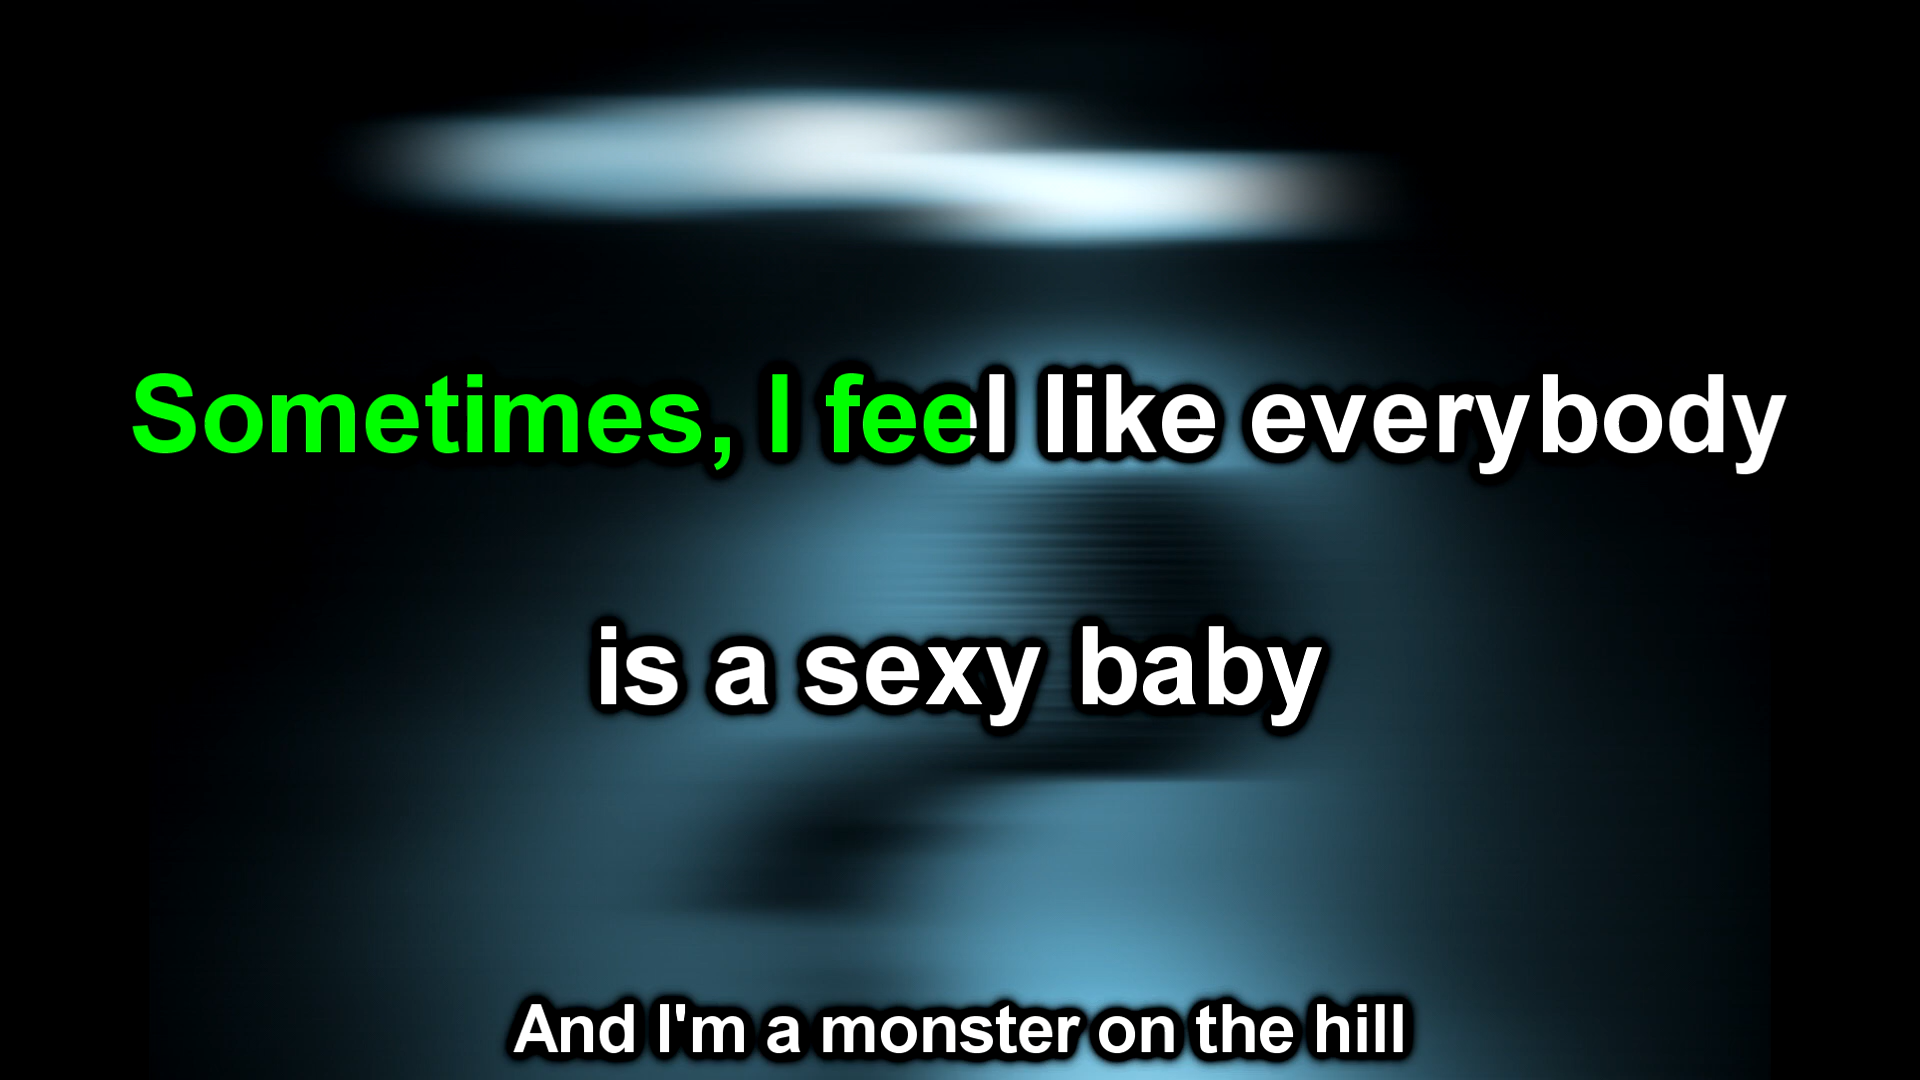 Sometimes, I feel like everybody
is a sexy baby
And I'm a monster on the hill